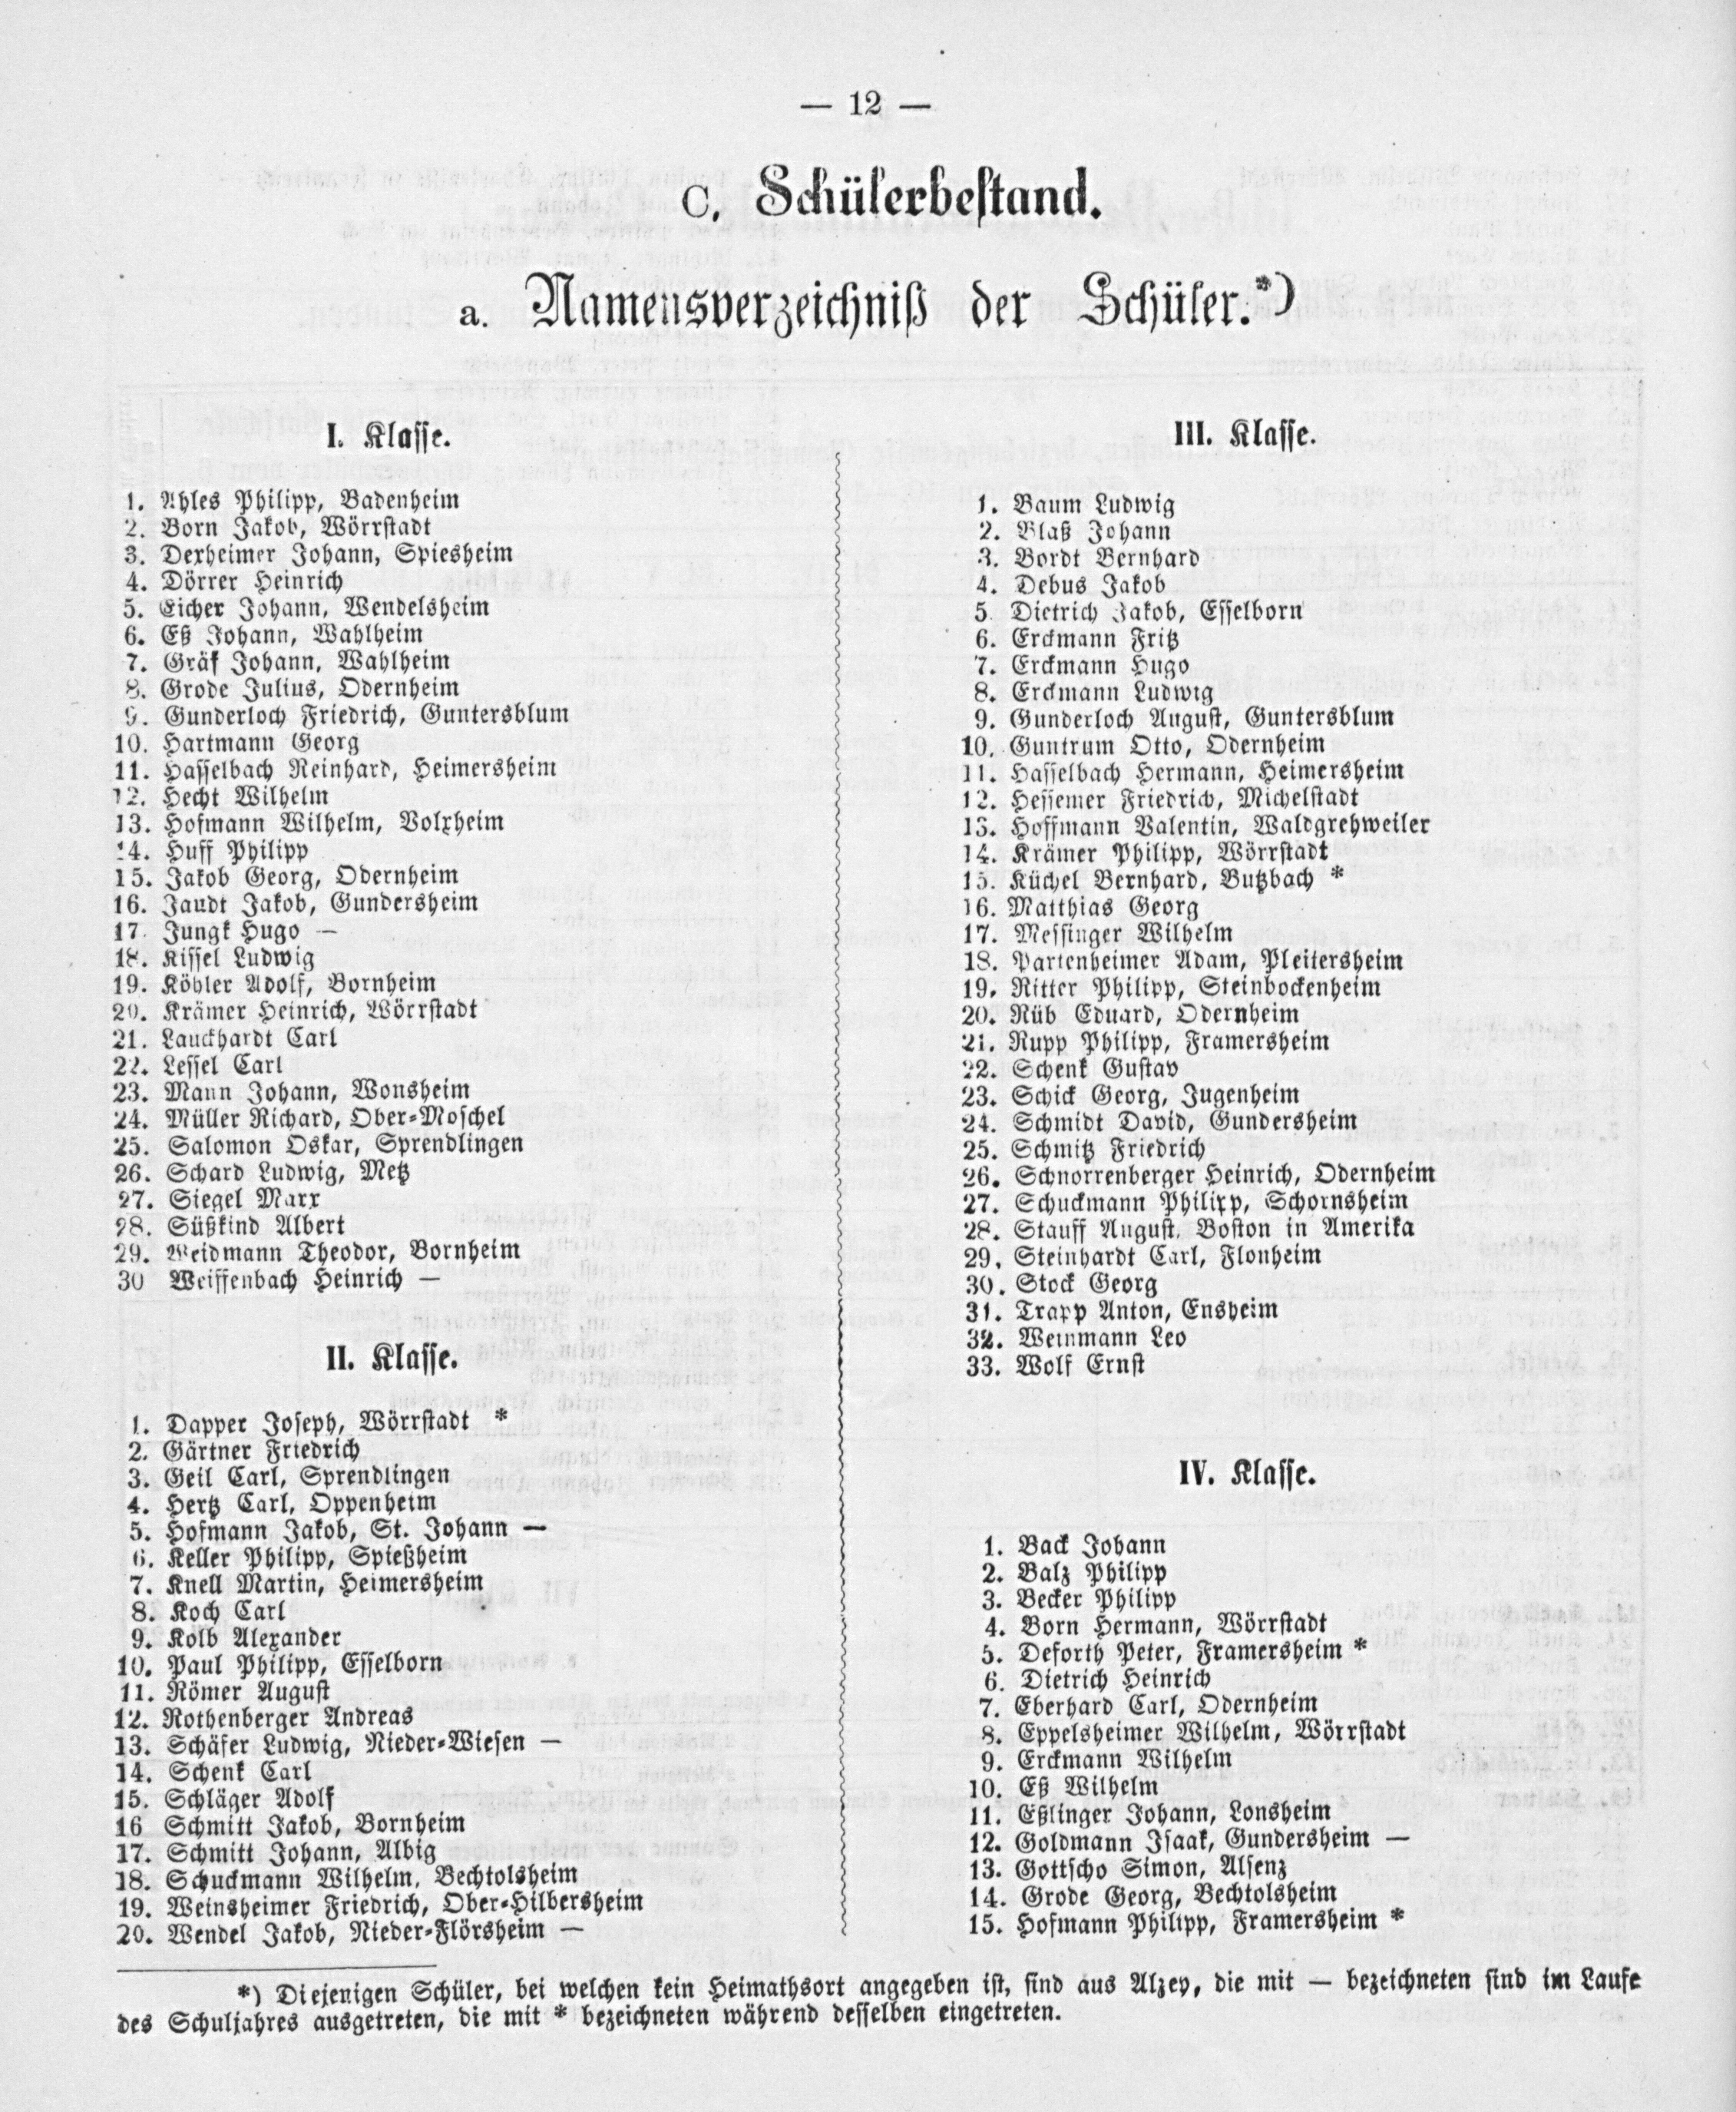 — 12 —
C. Schülerbestand.
a. Namensverzeichniß der Schüler.*)
I. Klasse.
1. Ahles Philipp, Badenheim
2. Born Jakob, Wörrstadt
3. Dexheimer Johann, Spiesheim
4. Dörrer Heinrich
5. Eicher Johann, Wendelsheim
6. Eß Johann, Wahlheim
7. Gräf Johann, Wahlheim
8. Grode Julius, Odernheim
9. Gunderloch Friedrich, Guntersblum
10. Hartmann Georg
11. Hasselbach Reinhard, Heimersheim
12. Hecht Wilhelm
13. Hofmann Wilhelm, Volxheim
14. Huff Philipp
15. Jakob Georg, Odernheim
16. Jaudt Jakob, Gundersheim
17. Jungk Hugo —
18. Kissel Ludwig
19. Köhler Adolf, Bornheim
20. Krämer Heinrich, Wörrstadt
21. Lauckhardt Carl
22. Lessel Carl
23. Mann Johann, Wonsheim
24. Müller Richard, Ober-Moschel
25. Salomon Oskar, Sprendlingen
26. Schard Ludwig, Metz
27. Siegel Marx
28. Süßkind Albert
29. Weidmann Theodor, Bornheim
30 Weiffenbach Heinrich —
II. Klasse.
1. Dapper Joseph, Wörrstadt *
2. Gärtner Friedrich
3. Geil Carl, Sprendlingen
4. Hertz Carl, Oppenheim
5. Hofmann Jakob, St. Johann —
6. Keller Philipp, Spießheim
7. Knell Martin, Heimersheim
8. Koch Carl
9. Kolb Alexander
10. Paul Philipp, Esselborn
11. Römer August
12. Rothenberger Andreas
13. Schäfer Ludwig, Nieder-Wiesen —
14. Schenk Carl
15. Schläger Adolf
16 Schmitt Jakob, Bornheim
17. Schmitt Johann, Albig
18. Schuckmann Wilhelm, Bechtolsheim
19. Weinsheimer Friedrich, Ober-Hilbersheim
20. Wendel Jakob, Nieder-Flörsheim —
III. Klasse.
1. Baum Ludwig
2. Blaß Johann
3. Bordt Bernhard
4. Debus Jakob
5. Dietrich Jakob, Esselborn
6. Erckmann Fritz
7. Erckmann Hugo
8. Erckmann Ludwig
9. Gunderloch August, Guntersblum
10. Guntrum Otto, Odernheim
11. Hasselbach Hermann, Heimersheim
12. Hessemer Friedrich, Michelstadt
13. Hoffmann Valentin, Waldgrehweiler
14. Krämer Philipp, Wörrstadt
15. Küchel Bernhard, Butzbach *
16. Matthias Georg
17. Messinger Wilhelm
18. Partenheimer Adam, Pleitersheim
19. Ritter Philipp, Steinbockenheim
20. Rüb Eduard, Odernheim
21. Rupp Philipp, Framersheim
22. Schenk Gustav
23. Schick Georg, Jugenheim
24. Schmidt David, Gundersheim
25. Schmitz Friedrich
26. Schnorrenberger Heinrich, Odernheim
27. Schuckmann Philipp, Schornsheim
28. Stauff August, Boston in Amerika
29. Steinhardt Carl, Flonheim
30. Stock Georg
31. Trapp Anton, Ensheim
32. Weinmann Leo
33. Wolf Ernst
IV. Klasse.
1. Back Johann
2. Balz Philipp
3. Becker Philipp
4. Born Hermann, Wörrstadt
5. Deforth Peter, Framersheim *
6. Dietrich Heinrich
7. Eberhard Carl, Odernheim
8. Eppelsheimer Wilhelm, Wörrstadt
9. Erckmann Wilhelm
10. Eß Wilhelm
11. Eßlinger Johann, Lonsheim
12. Goldmann Isaak, Gundersheim —
13. Gottscho Simon, Alsenz
14. Grode Georg, Bechtolsheim
15. Hofmann Philipp, Framersheim *
*) Diejenigen Schüler, bei welchen kein Heimathsort angegeben ist, sind aus Alzey, die mit — bezeichneten sind im Laufe
des Schuljahres ausgetreten, die mit * bezeichneten während desselben eingetreten.